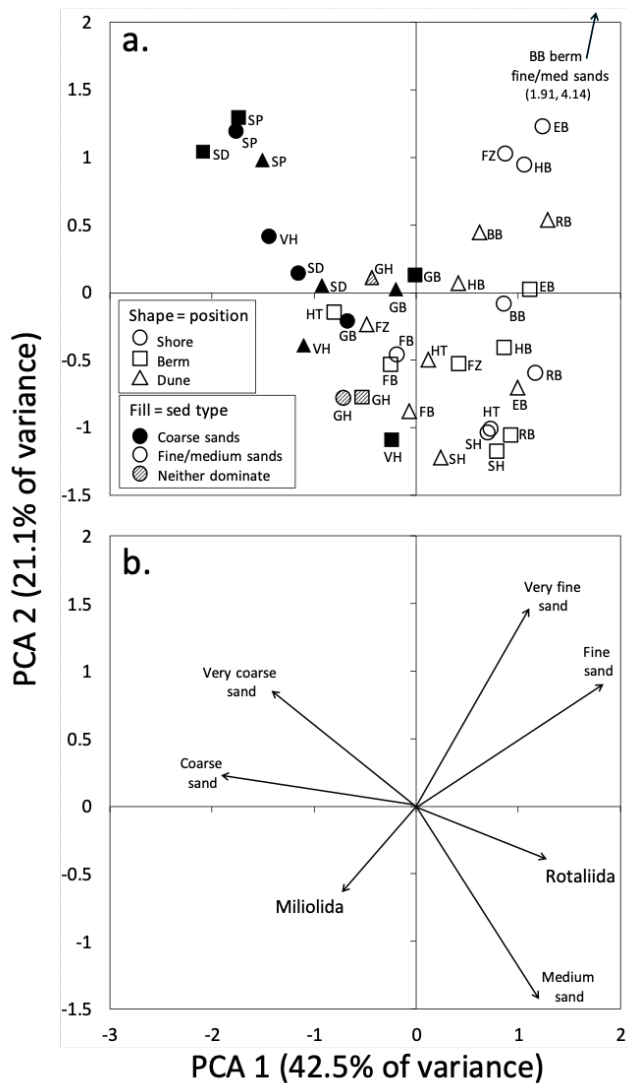 PCA 2 (21.1% of variance)
2
1.5
1
0.5
0
-0.5
-1
-1.5
a.
BB berm
fine/med sands
(1.91, 4.14)
SP
SP
SD
SP
EB
FZ
HB
VH
BB
RB
SD
SD
GH
GB
GB
HB
EB
BB
HT
GB
FZ
VH
FB
FB
HT
FZ
HB
RB
EB
GH
GH
FB
VH
HT
SH
SH
RB
SH
Shape = position
Shore
Berm
Dune
Fill = sed type
Coarse sands
Fine/medium sands
Neither dominate
2
1.5
1
0.5
0
-0.5
-1
-1.5
b.
Very fine
sand
Fine
sand
Very coarse
sand
Coarse
sand
Rotaliida
Miliolida
Medium
sand
-3
-2
-1
0
1
2
PCA 1 (42.5% of variance)